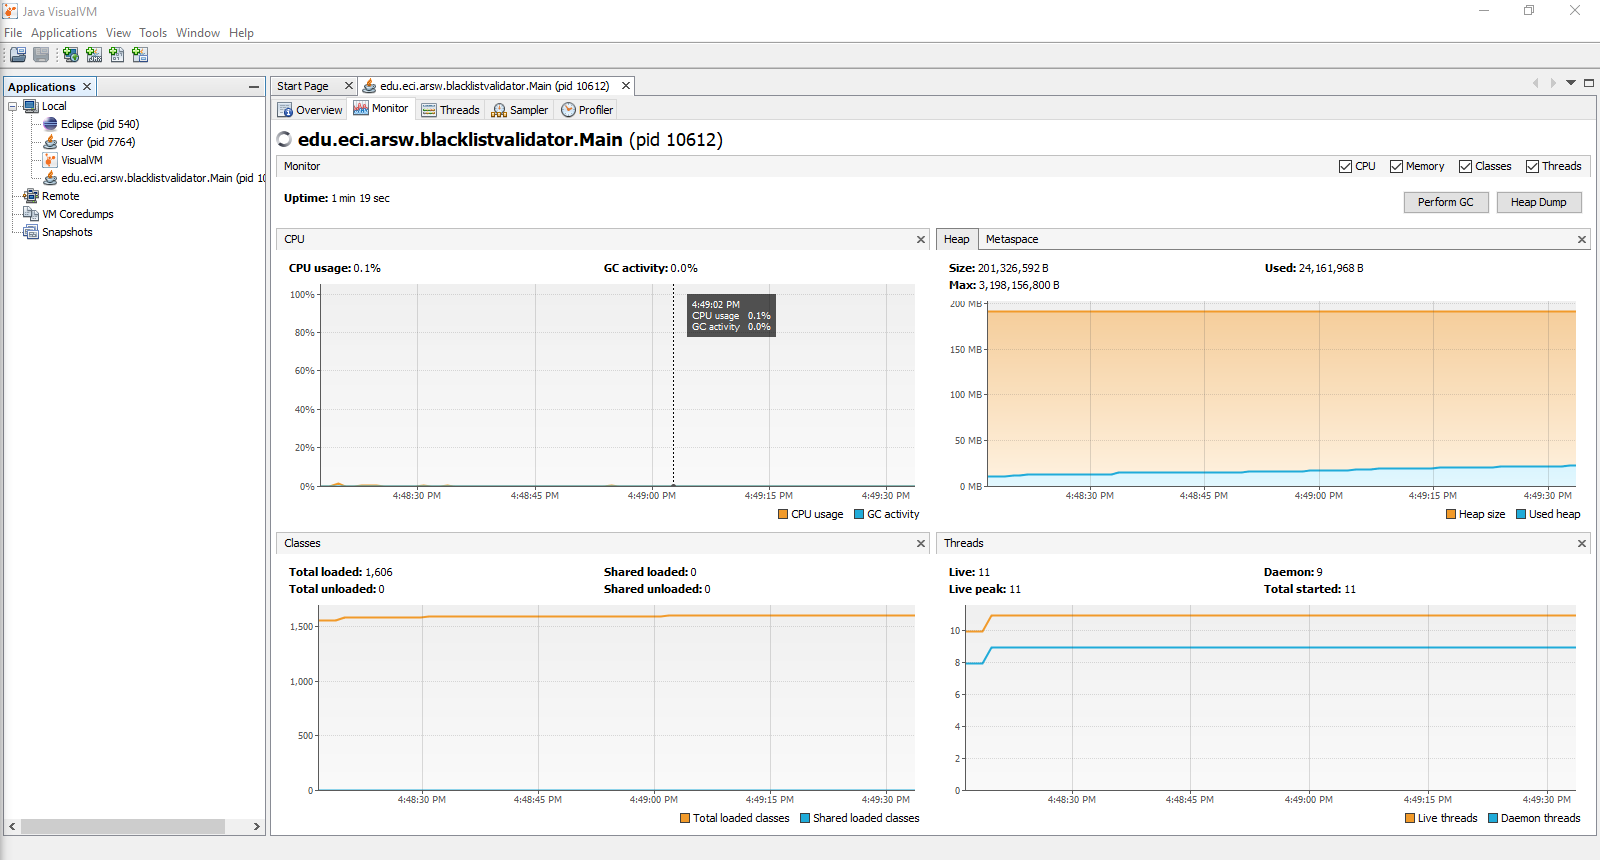 Java VisualVM
File Applications View Tools Window Help
Applications
Local
Eclipse (pid 540)
User (pid 7764)
VisualVM
edu.eci.arsw.blacklistvalidator.Main (pid 10
Remote
VM Coredumps
Snapshots
Start Page
edu.eci.arsw.blacklistvalidator.Main (pid 10612)
Overview Monitor Threads Sampler Profiler
edu.eci.arsw.blacklistvalidator.Main (pid 10612)
Monitor
CPU Memory Classes Threads
Uptime: 1 min 19 sec
Perform GC Heap Dump
CPU
CPU usage: 0.1% GC activity: 0.0%
100%
80%
60%
40%
20%
0%
4:49:02 PM
CPU usage 0.1%
GC activity 0.0%
4:48:30 PM 4:48:45 PM 4:49:00 PM 4:49:15 PM 4:49:30 PM
CPU usage GC activity
Heap Metaspace
Size: 201,326,592 B Used: 24,161,968 B
Max: 3,198,156,800 B
200 MB
150 MB
100 MB
50 MB
0 MB
4:48:30 PM 4:48:45 PM 4:49:00 PM 4:49:15 PM 4:49:30 PM
Heap size Used heap
Classes
Total loaded: 1,606 Shared loaded: 0
Total unloaded: 0 Shared unloaded: 0
1,500
1,000
500
0
4:48:30 PM 4:48:45 PM 4:49:00 PM 4:49:15 PM 4:49:30 PM
Total loaded classes Shared loaded classes
Threads
Live: 11 Daemon: 9
Live peak: 11 Total started: 11
10
8
6
4
2
0
4:48:30 PM 4:48:45 PM 4:49:00 PM 4:49:15 PM 4:49:30 PM
Live threads Daemon threads